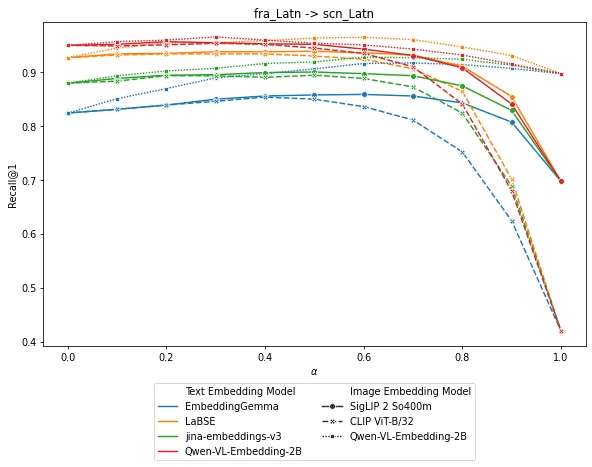 fra_Latn -> scn_Latn
Recall@1
0.9
0.8
0.7
0.6
0.5
0.4
0.0 0.2 0.4 0.6 0.8 1.0
α
Text Embedding Model
EmbeddingGemma
LaBSE
jina-embeddings-v3
Qwen-VL-Embedding-2B
Image Embedding Model
SigLIP 2 So400m
CLIP ViT-B/32
Qwen-VL-Embedding-2B